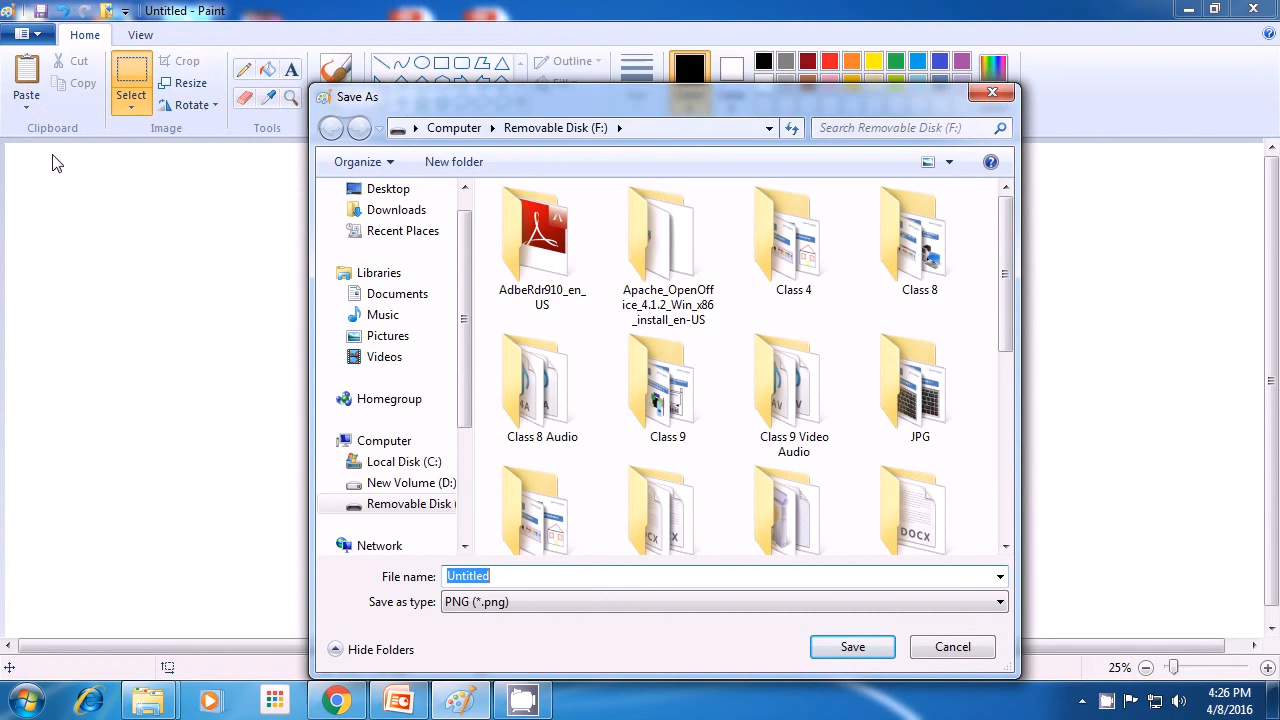 Untitled - Paint
Home
View
Paste
Cut
Copy
Clipboard
Select
Crop
Resize
Rotate
Image
A
Tools
Outline
Save As
Computer
Removable Disk (F:)
Search Removable Disk (F:)
Organize
New folder
Desktop
Downloads
Recent Places
Libraries
Documents
Music
Pictures
Videos
Homegroup
Computer
Local Disk (C:)
New Volume (D:)
Removable Disk (
Network
AdbeRdr910_en_
US
Apache_OpenOff
ice_4.1.2_Win_x86
_install_en-US
Class 4
Class 8
Class 8 Audio
Class 9
Class 9 Video
Audio
JPG
DOCX
File name:
Untitled
Save as type:
PNG (*.png)
Hide Folders
Save
Cancel
25%
4:26 PM
4/8/2016